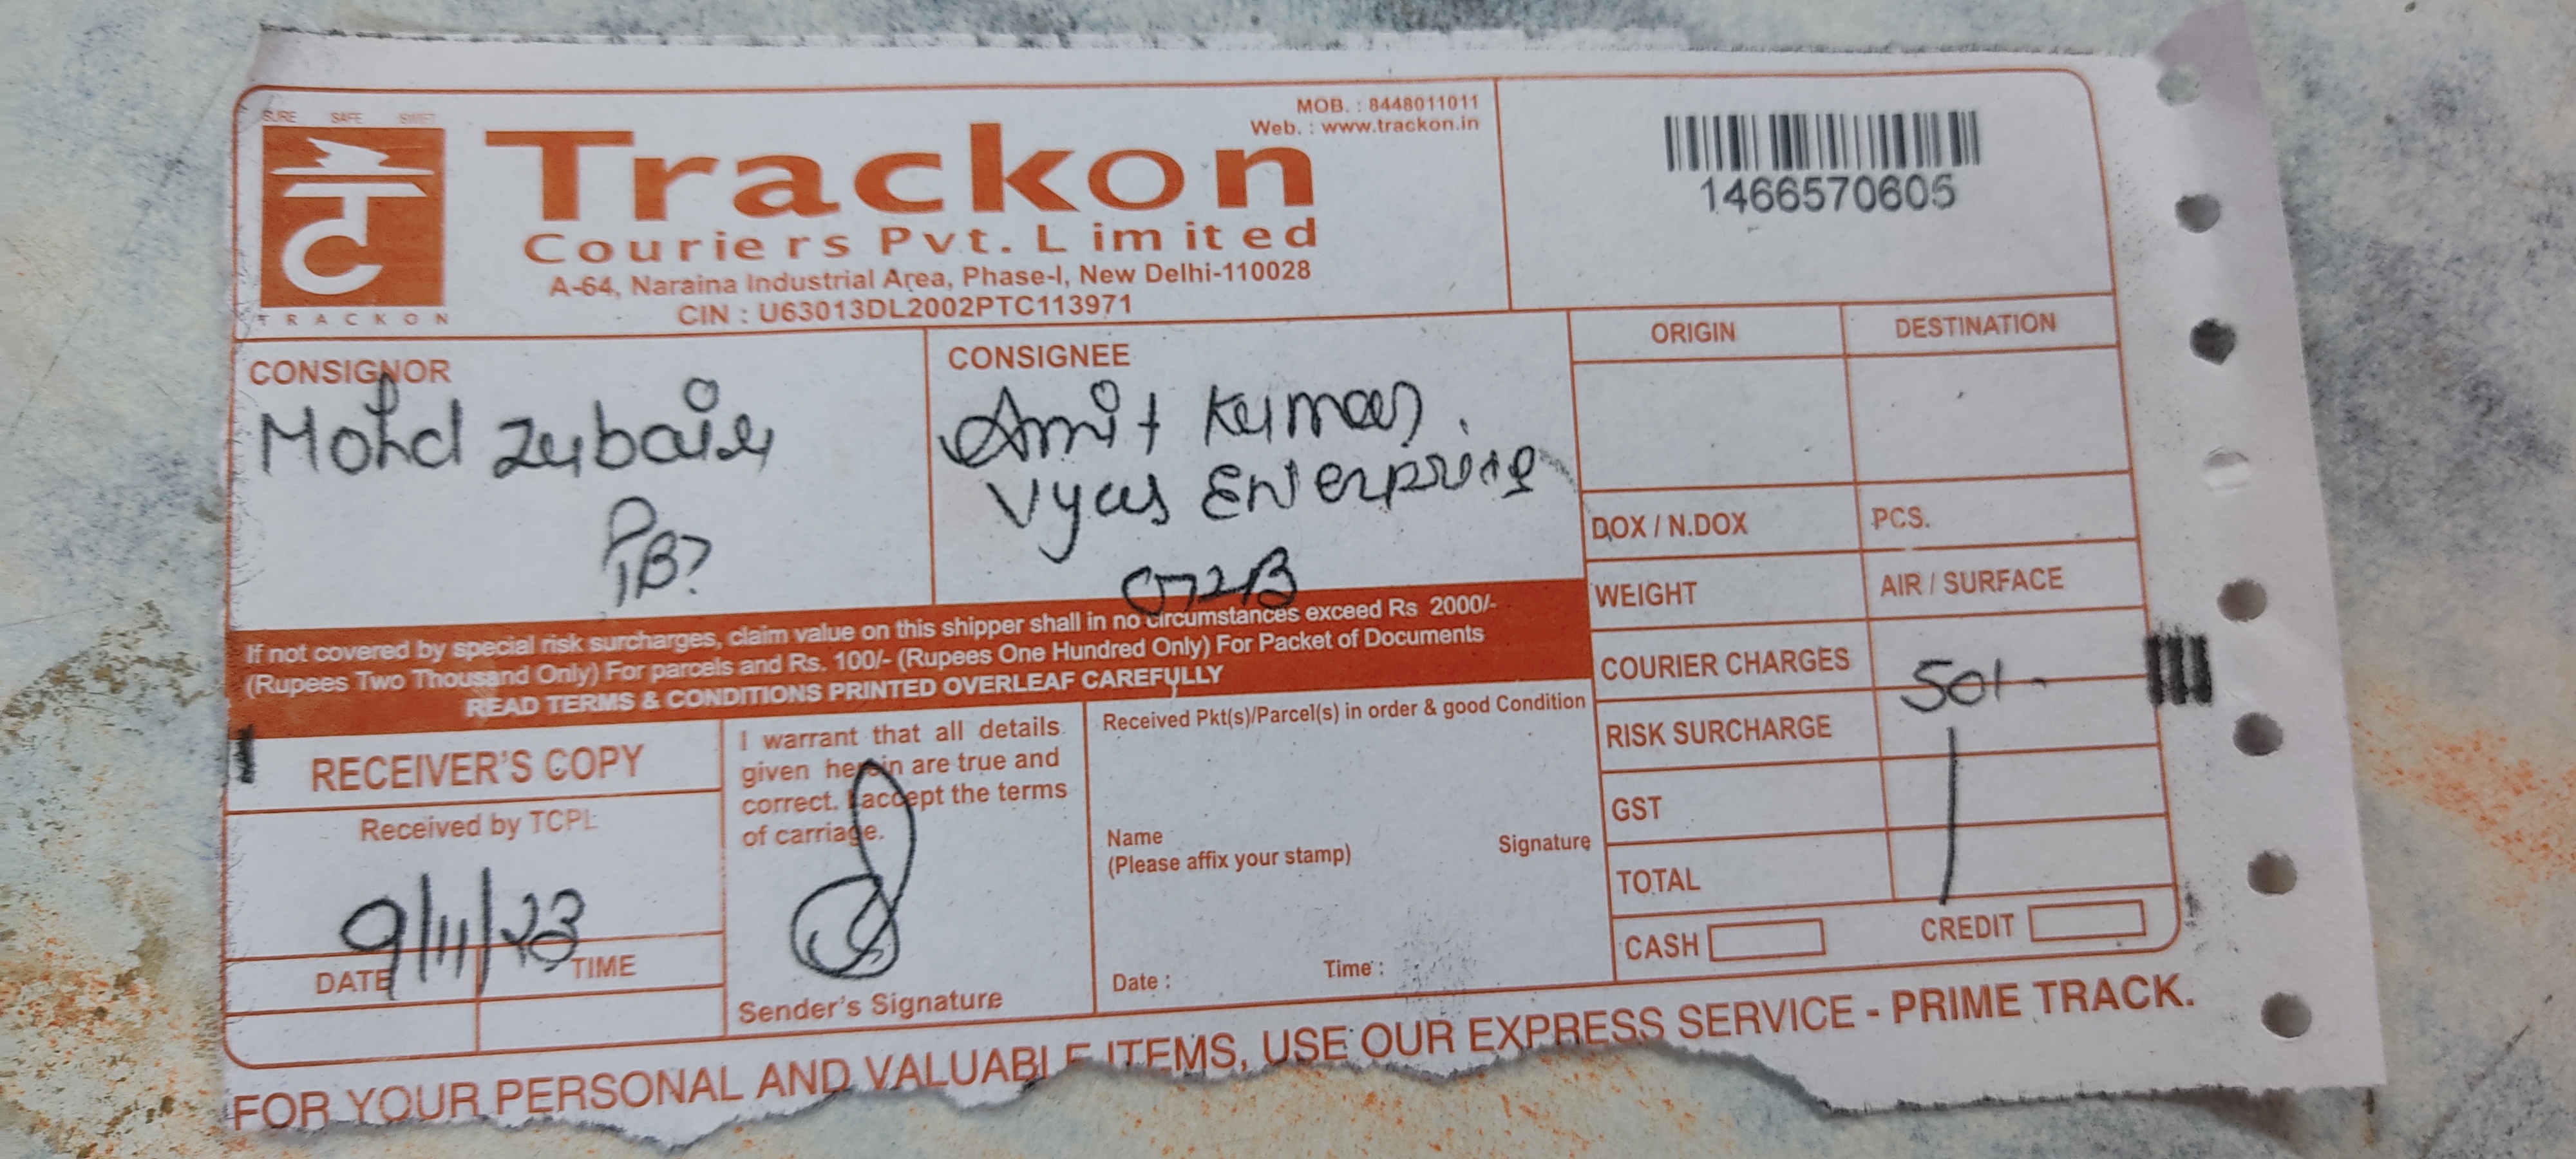 SURE SAFE SWIFT
TRACKON
Trackon
Couriers Pvt. Limited
A-64, Naraina Industrial Area, Phase-I, New Delhi-110028
CIN : U63013DL2002PTC113971
MOB. : 8448011011
Web. : www.trackon.in
1466570605
CONSIGNOR
Mohd Zubair
CONSIGNEE
Amit Kumar.
Vyas Enterprise
ORIGIN
DESTINATION
DOX / N.DOX
PCS.
WEIGHT
AIR / SURFACE
COURIER CHARGES
50/-
RISK SURCHARGE
GST
TOTAL
CASH
CREDIT
If not covered by special risk surcharges, claim value on this shipper shall in no circumstances exceed Rs 2000/-
(Rupees Two Thousand Only) For parcels and Rs. 100/- (Rupees One Hundred Only) For Packet of Documents
READ TERMS & CONDITIONS PRINTED OVERLEAF CAREFULLY
RECEIVER'S COPY
Received by TCPL
9/11/23
DATE
TIME
I warrant that all details
given herein are true and
correct. I accept the terms
of carriage.
Sender's Signature
Received Pkt(s)/Parcel(s) in order & good Condition
Name
(Please affix your stamp)
Signature
Date :
Time :
FOR YOUR PERSONAL AND VALUABLE ITEMS, USE OUR EXPRESS SERVICE - PRIME TRACK.